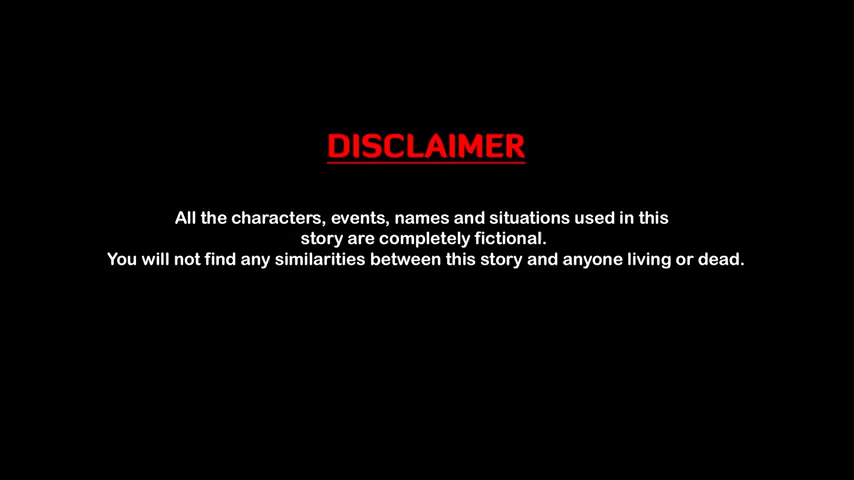 DISCLAIMER
All the characters, events, names and situations used in this
story are completely fictional.
You will not find any similarities between this story and anyone living or dead.